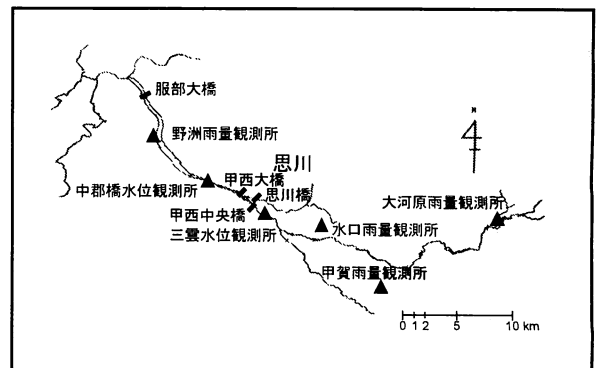 服部大橋
N
野洲雨量観測所
思川
甲西大橋
中郡橋水位観測所
思川橋
大河原雨量観測所
甲西中央橋
水口雨量観測所
三雲水位観測所
甲賀雨量観測所
0 1 2 5 10 km